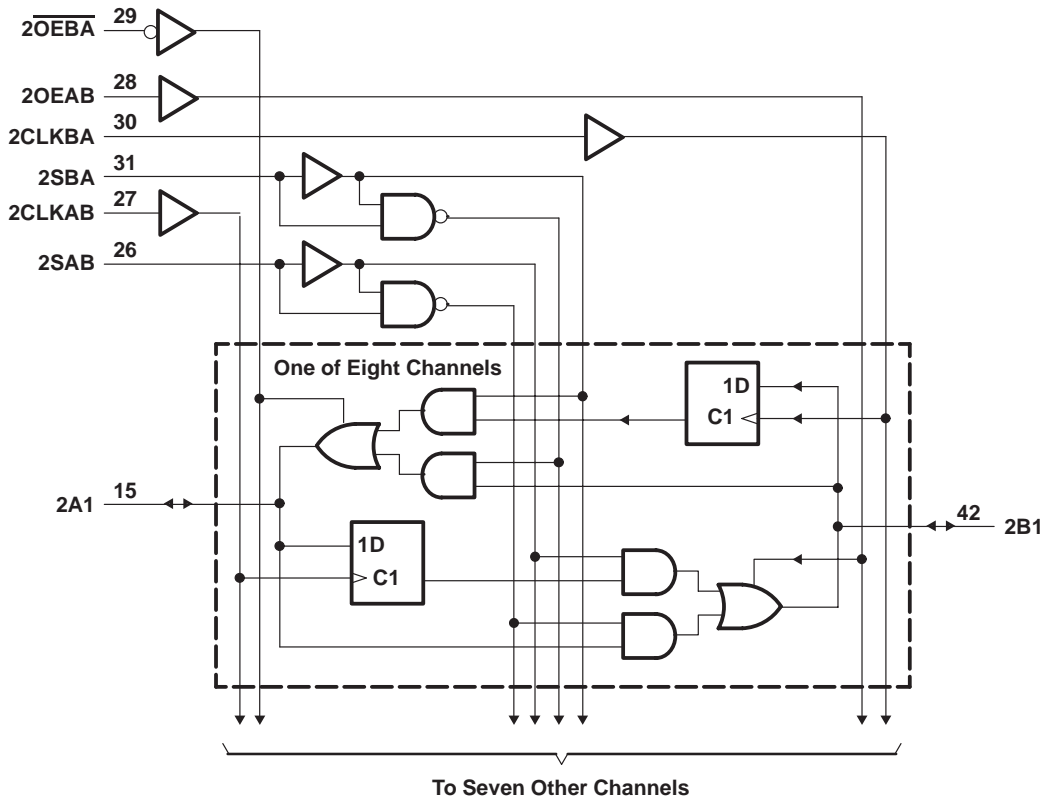 2O̅E̅B̅A̅ 29
2OEAB 28
2CLKBA 30
2SBA 31
2CLKAB 27
2SAB 26
One of Eight Channels
1D
C1
2A1 15
42 2B1
1D
C1
To Seven Other Channels